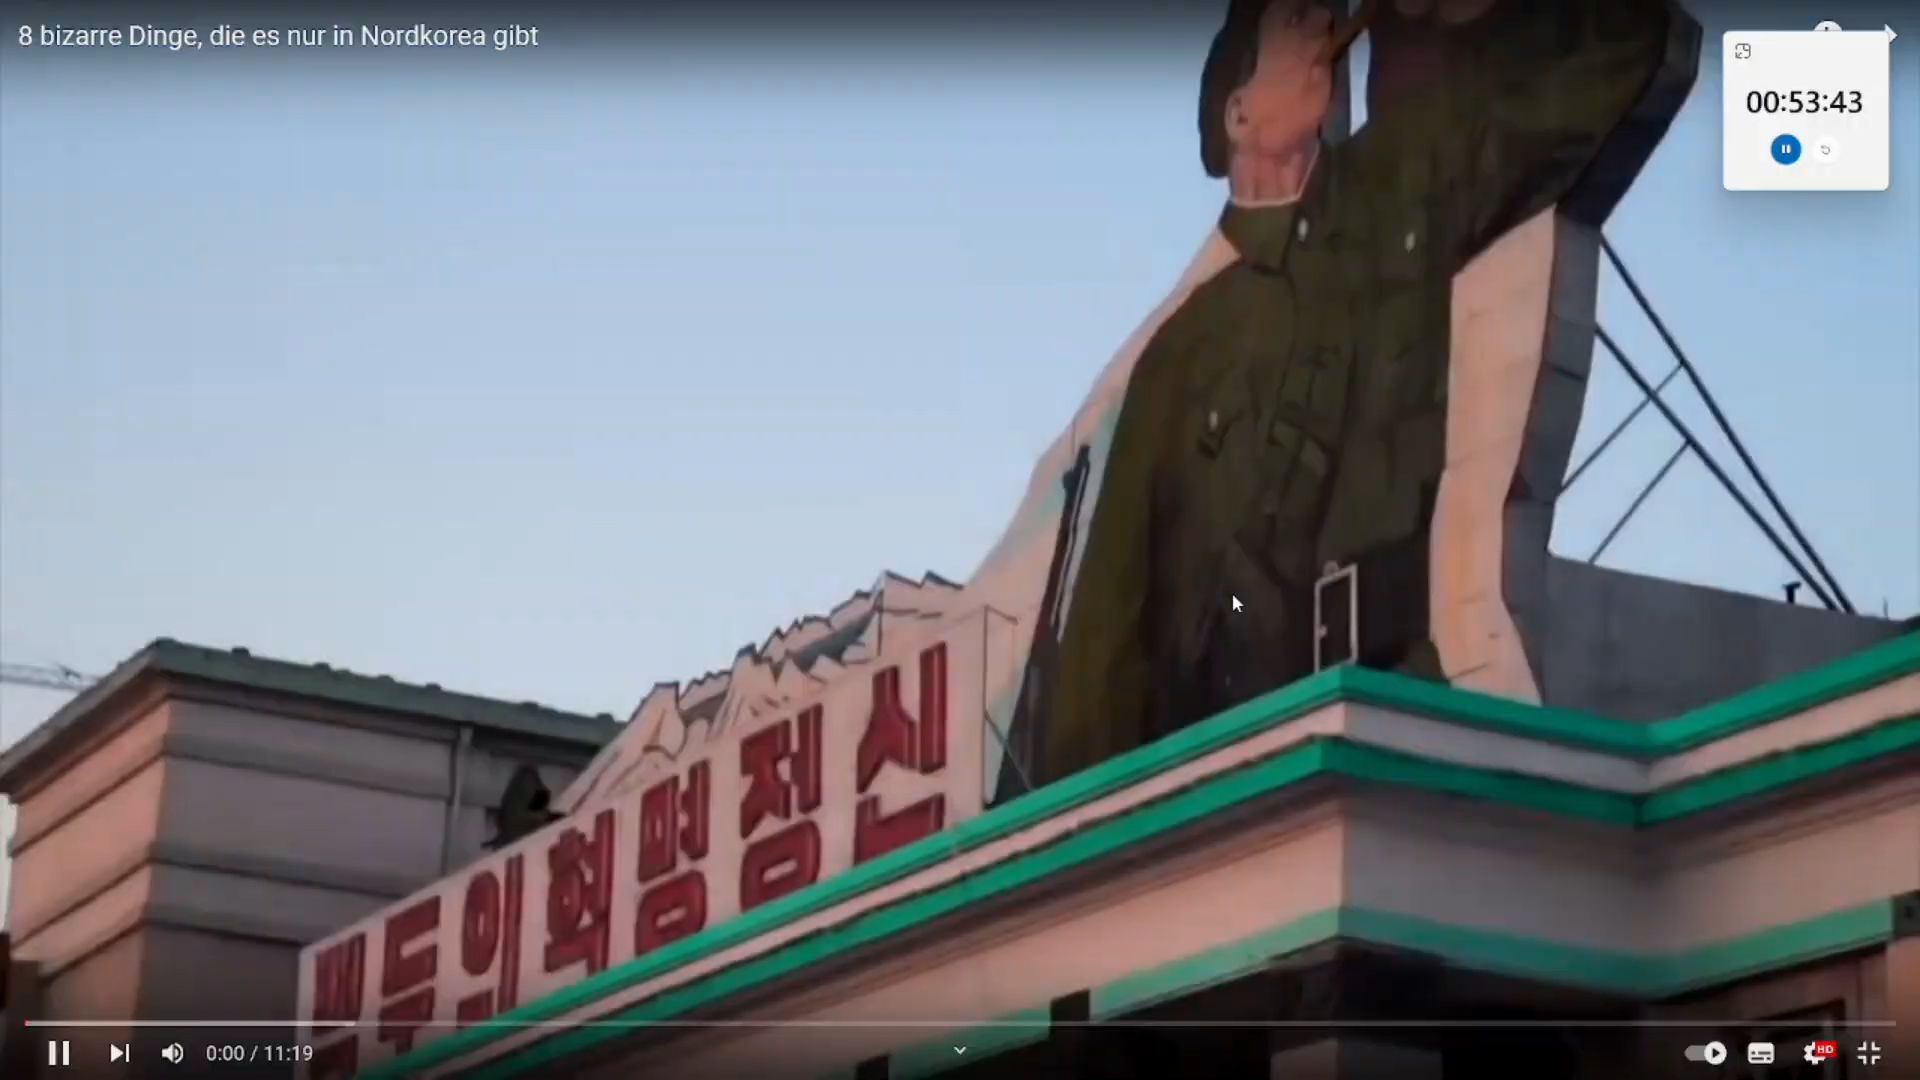 8 bizarre Dinge, die es nur in Nordkorea gibt
00:53:43
백두의혁명정신
0:00 / 11:19
HD